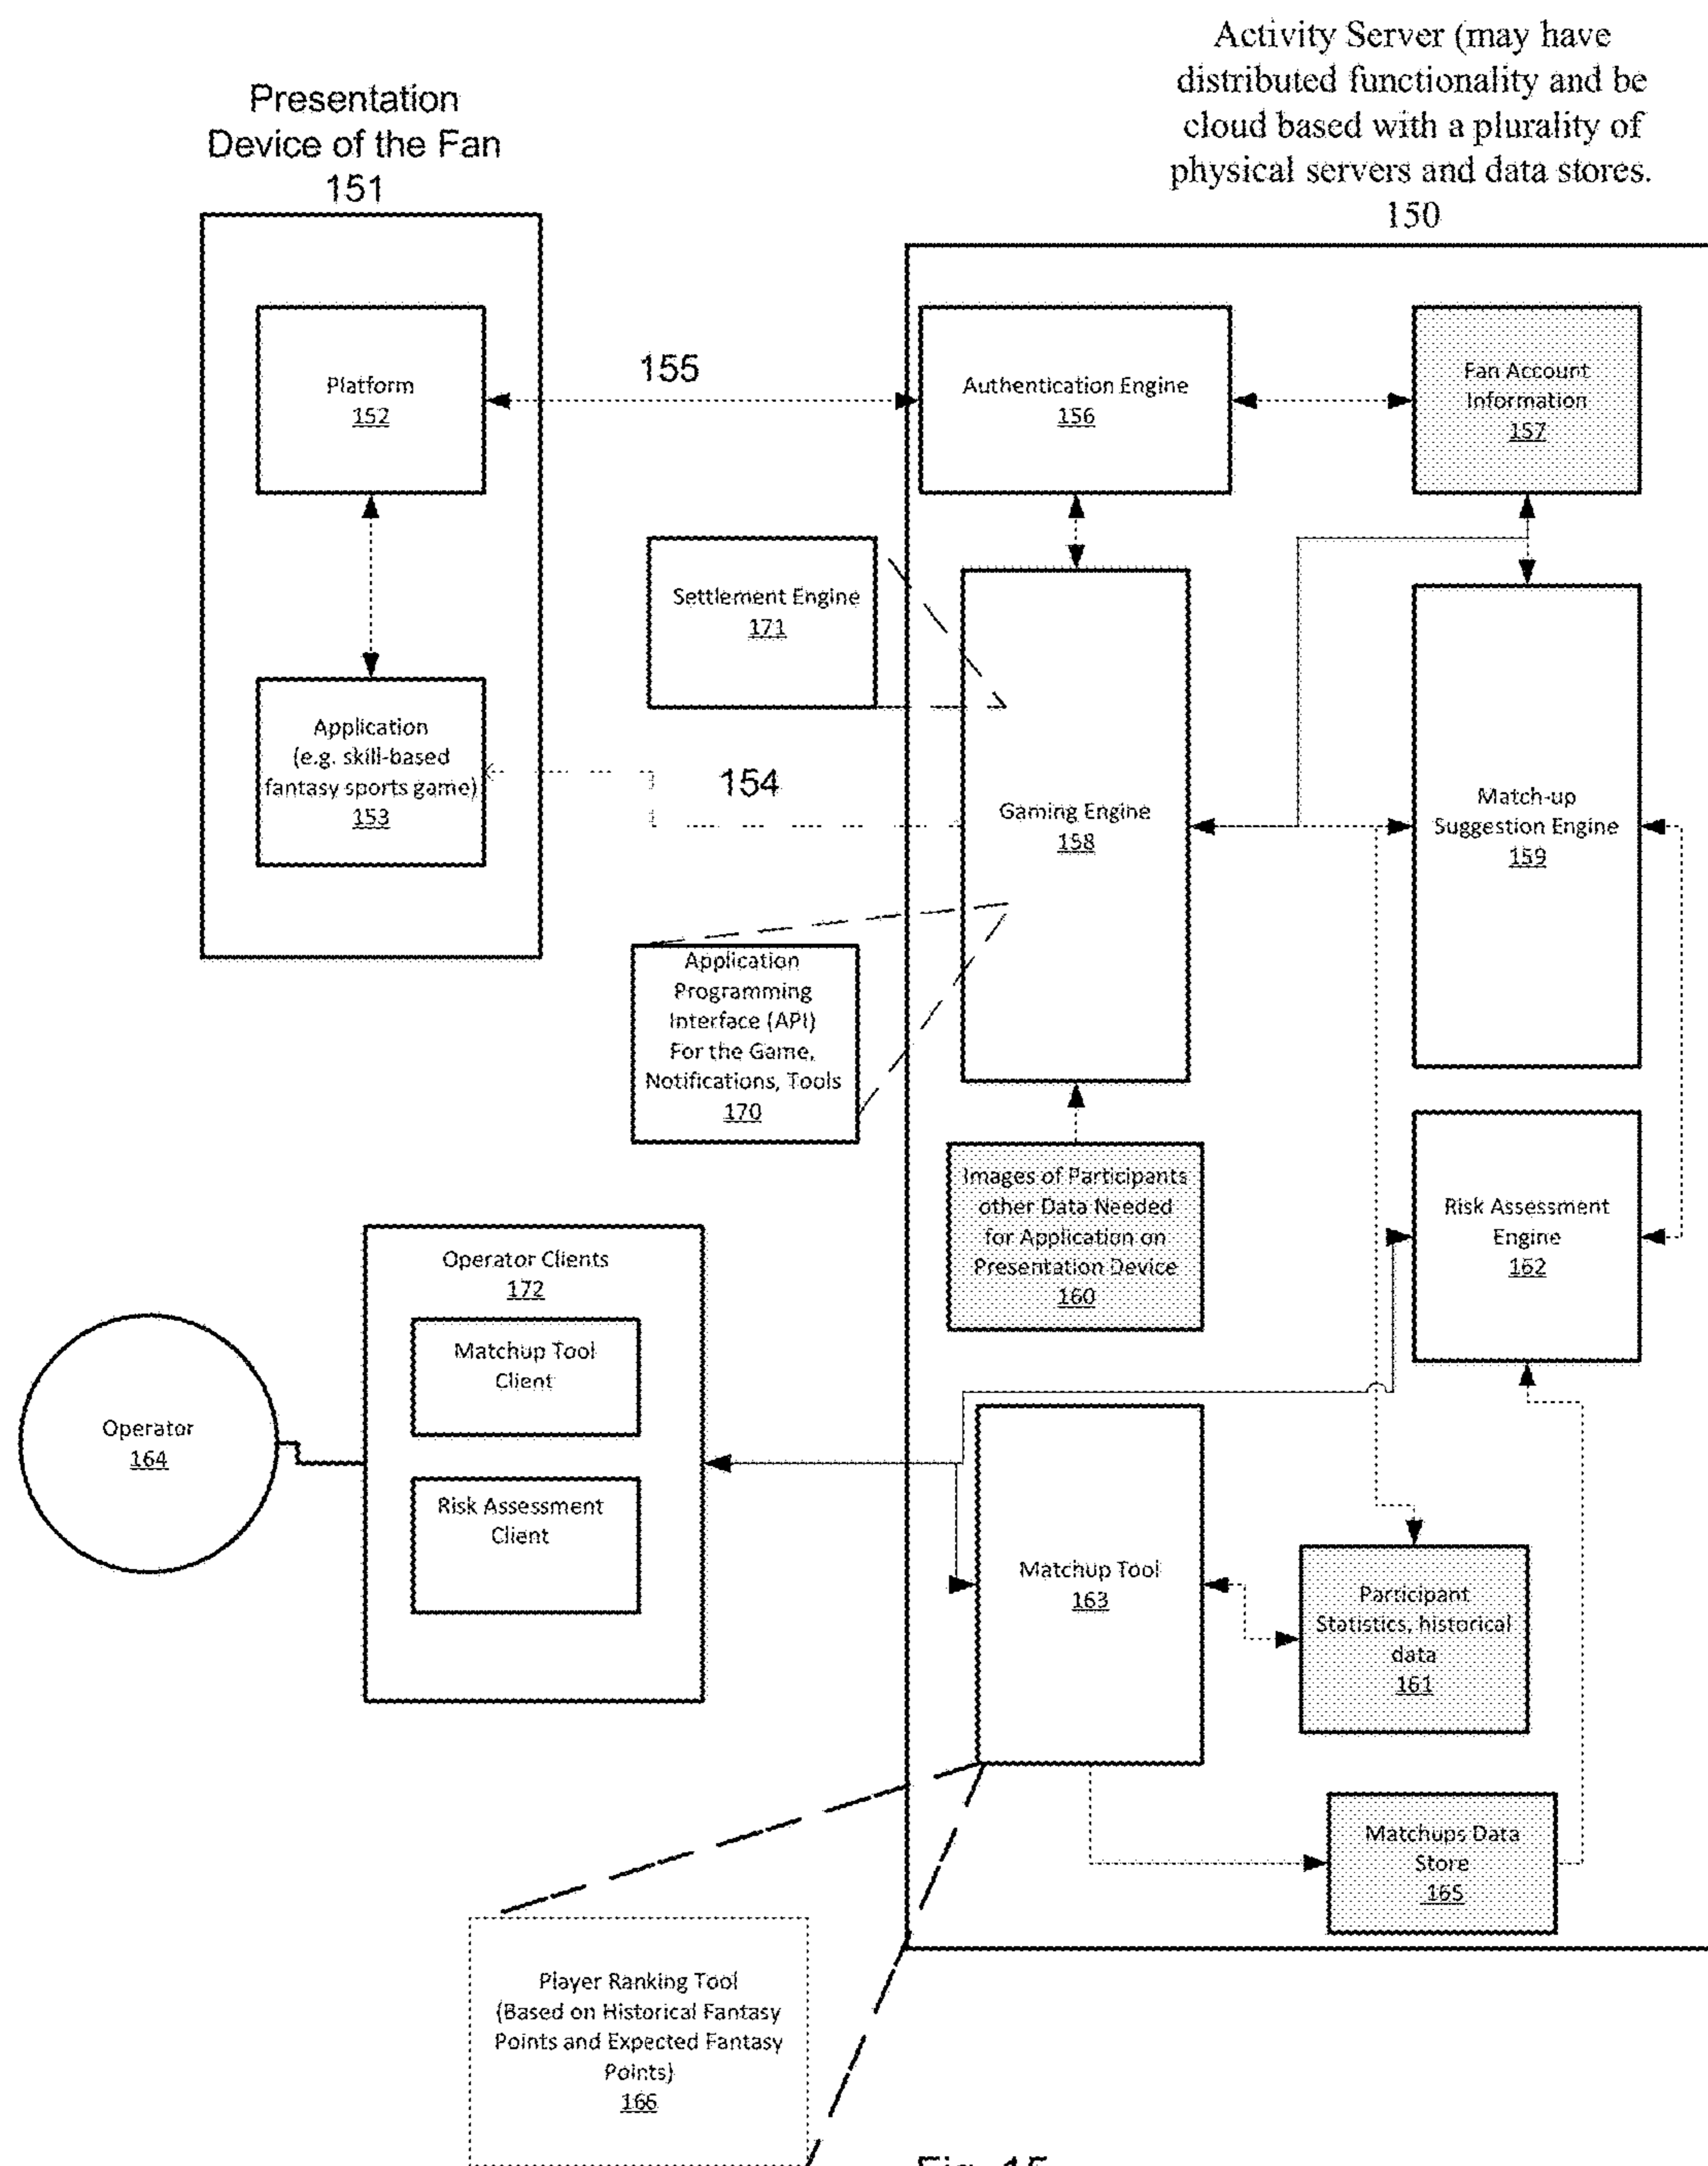 Activity Server (may have
distributed functionality and be
cloud based with a plurality of
physical servers and data stores.
150
Presentation
Device of the Fan
151
Platform
152
155
Authentication Engine
156
Fan Account
Information
157
Settlement Engine
171
Application
(e.g. skill-based
fantasy sports game)
153
154
Gaming Engine
158
Match-up
Suggestion Engine
159
Application
Programming
Interface (API)
For the Game,
Notifications, Tools
170
Images of Participants
other Data Needed
for Application on
Presentation Device
160
Risk Assessment
Engine
162
Operator Clients
172
Matchup Tool
Client
Operator
164
Risk Assessment
Client
Matchup Tool
163
Participant
Statistics, historical
data
161
Matchups Data
Store
165
Player Ranking Tool
(Based on Historical Fantasy
Points and Expected Fantasy
Points)
166
Fig. 15